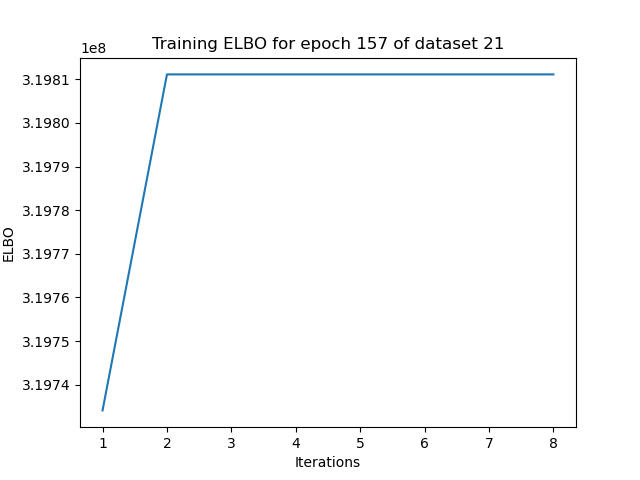 Training ELBO for epoch 157 of dataset 21
1e8
3.1981
3.1980
3.1979
3.1978
3.1977
3.1976
3.1975
3.1974
ELBO
1 2 3 4 5 6 7 8
Iterations